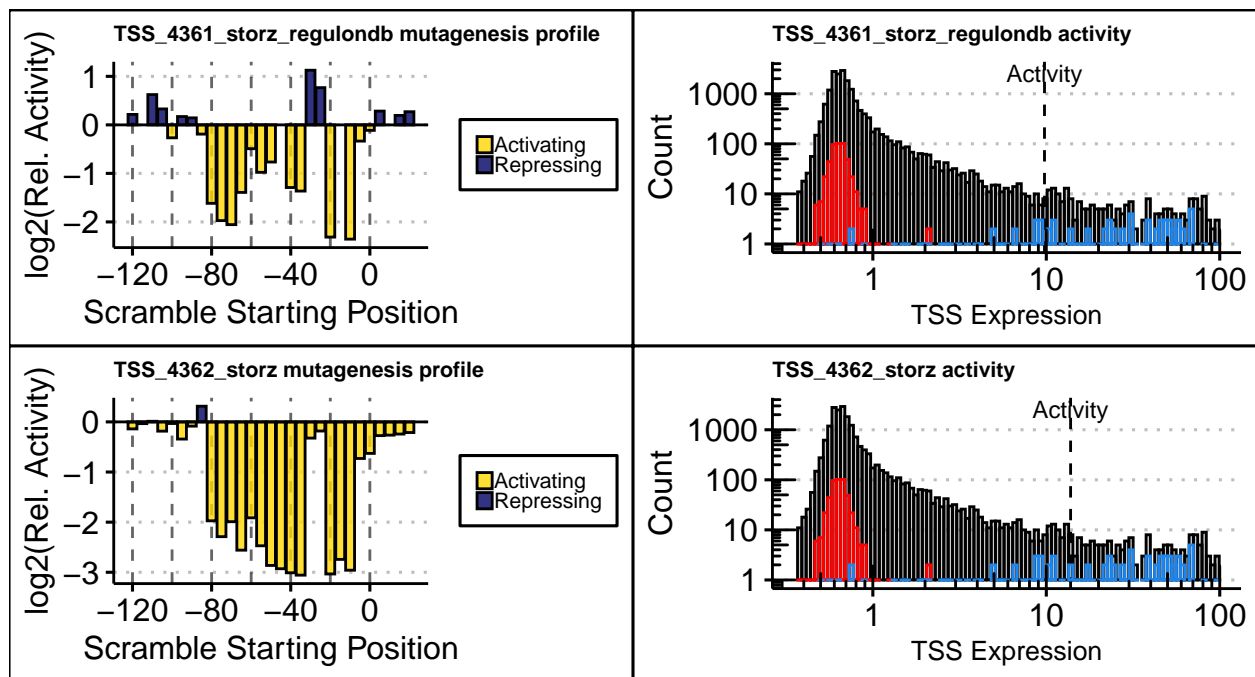 TSS_4361_storz_regulondb mutagenesis profile
log2(Rel. Activity)
1
0
−1
−2
−120 −80 −40 0
Scramble Starting Position
Activating
Repressing
TSS_4361_storz_regulondb activity
Activity
Count
1000
100
10
1
1 10 100
TSS Expression
TSS_4362_storz mutagenesis profile
log2(Rel. Activity)
0
−1
−2
−3
−120 −80 −40 0
Scramble Starting Position
Activating
Repressing
TSS_4362_storz activity
Activity
Count
1000
100
10
1
1 10 100
TSS Expression